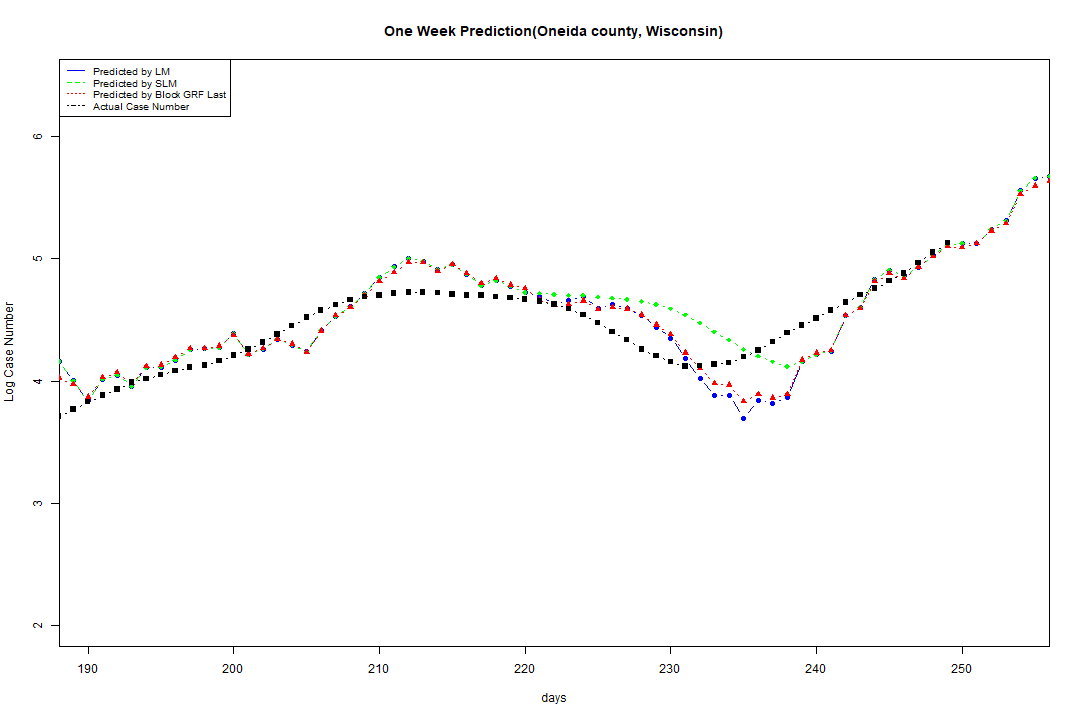 One Week Prediction(Oneida county, Wisconsin)
Predicted by LM
Predicted by SLM
Predicted by Block GRF Last
Actual Case Number
6
5
4
3
2
Log Case Number
190 200 210 220 230 240 250
days